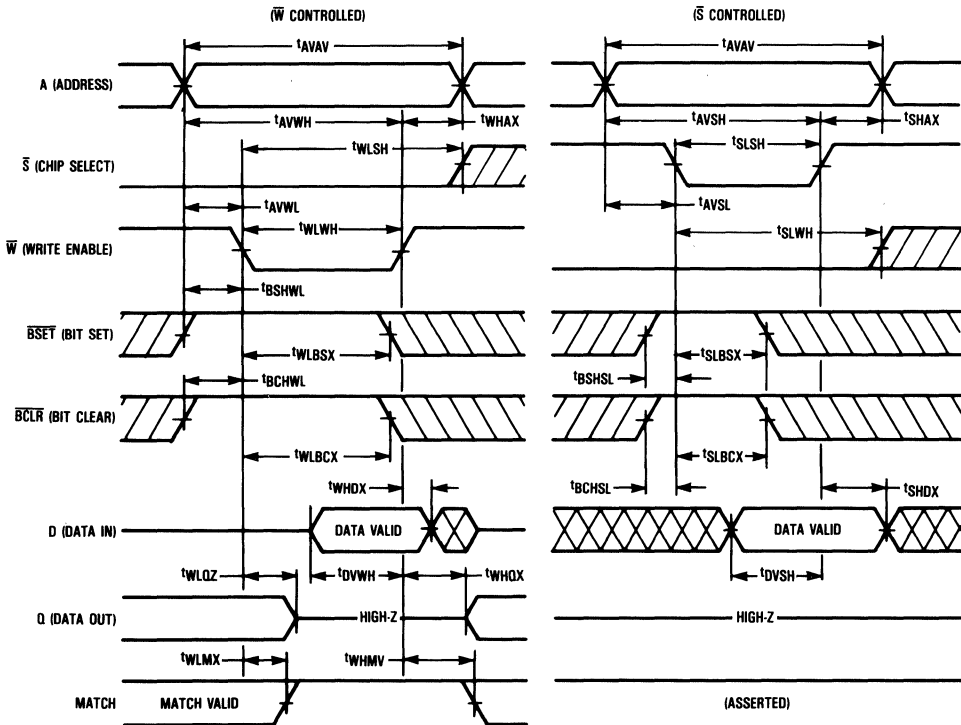 (W̅ CONTROLLED)
(S̅ CONTROLLED)
tAVAV
tAVAV
A (ADDRESS)
tAVWH
tWHAX
tAVSH
tSHAX
tWLSH
tSLSH
S̅ (CHIP SELECT)
tAVWL
tAVSL
tWLWH
tSLWH
W̅ (WRITE ENABLE)
tBSHWL
B̅S̅E̅T̅ (BIT SET)
tWLBSX
tSLBSX
tBSHSL
tBCHWL
B̅C̅L̅R̅ (BIT CLEAR)
tWLBCX
tSLBCX
tWHDX
tBCHSL
tSHDX
D (DATA IN)
DATA VALID
DATA VALID
tWLQZ
tDVWH
tWHQX
tDVSH
Q (DATA OUT)
HIGH-Z
HIGH-Z
tWLMX
tWHMV
MATCH
MATCH VALID
(ASSERTED)